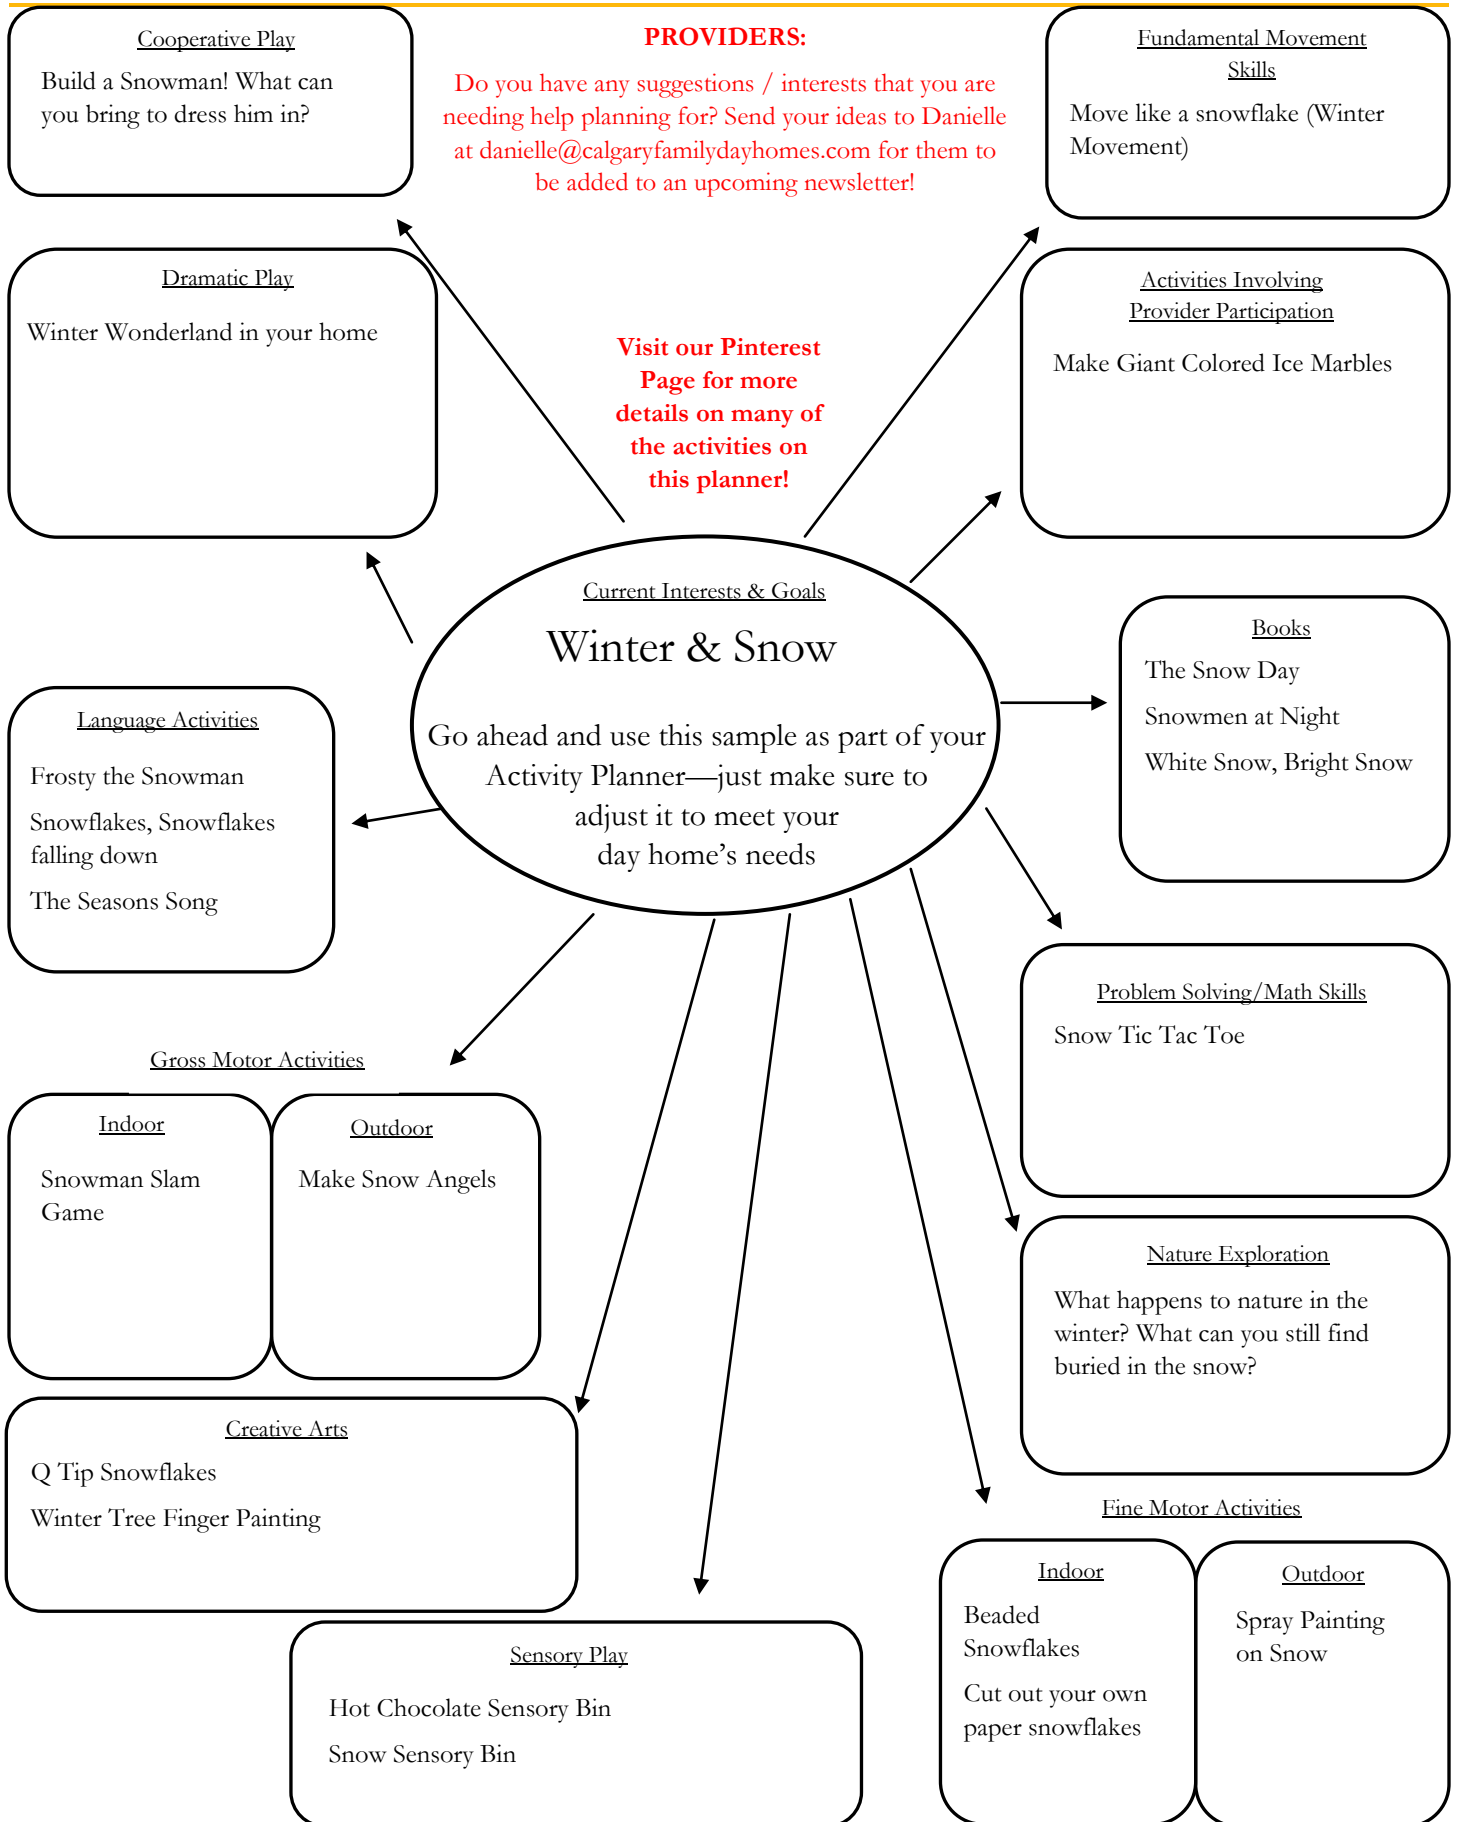 Cooperative Play
Build a Snowman! What can
you bring to dress him in?
PROVIDERS:
Do you have any suggestions / interests that you are
needing help planning for? Send your ideas to Danielle
at danielle@calgaryfamilydayhomes.com for them to
be added to an upcoming newsletter!
Fundamental Movement
Skills
Move like a snowflake (Winter
Movement)
Dramatic Play
Winter Wonderland in your home
Visit our Pinterest
Page for more
details on many of
the activities on
this planner!
Activities Involving
Provider Participation
Make Giant Colored Ice Marbles
Current Interests & Goals
Winter & Snow
Go ahead and use this sample as part of your
Activity Planner—just make sure to
adjust it to meet your
day home’s needs
Books
The Snow Day
Snowmen at Night
White Snow, Bright Snow
Language Activities
Frosty the Snowman
Snowflakes, Snowflakes
falling down
The Seasons Song
Problem Solving/Math Skills
Snow Tic Tac Toe
Gross Motor Activities
Indoor
Snowman Slam
Game
Outdoor
Make Snow Angels
Nature Exploration
What happens to nature in the
winter? What can you still find
buried in the snow?
Creative Arts
Q Tip Snowflakes
Winter Tree Finger Painting
Fine Motor Activities
Indoor
Beaded
Snowflakes
Cut out your own
paper snowflakes
Outdoor
Spray Painting
on Snow
Sensory Play
Hot Chocolate Sensory Bin
Snow Sensory Bin